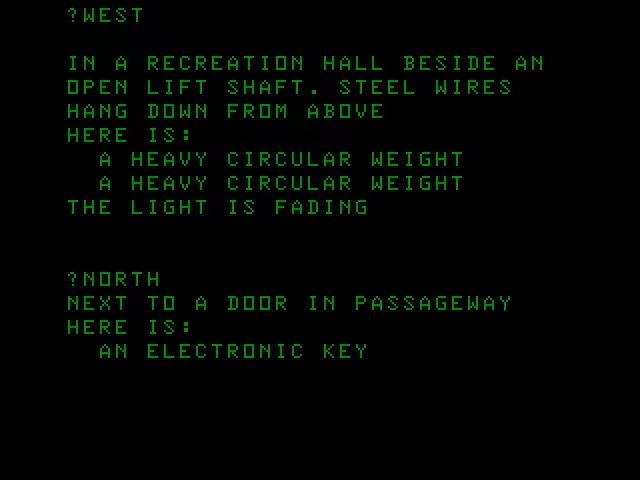 ?WEST
IN A RECREATION HALL BESIDE AN
OPEN LIFT SHAFT. STEEL WIRES
HANG DOWN FROM ABOVE
HERE IS:
A HEAVY CIRCULAR WEIGHT
A HEAVY CIRCULAR WEIGHT
THE LIGHT IS FADING
?NORTH
NEXT TO A DOOR IN PASSAGEWAY
HERE IS:
AN ELECTRONIC KEY